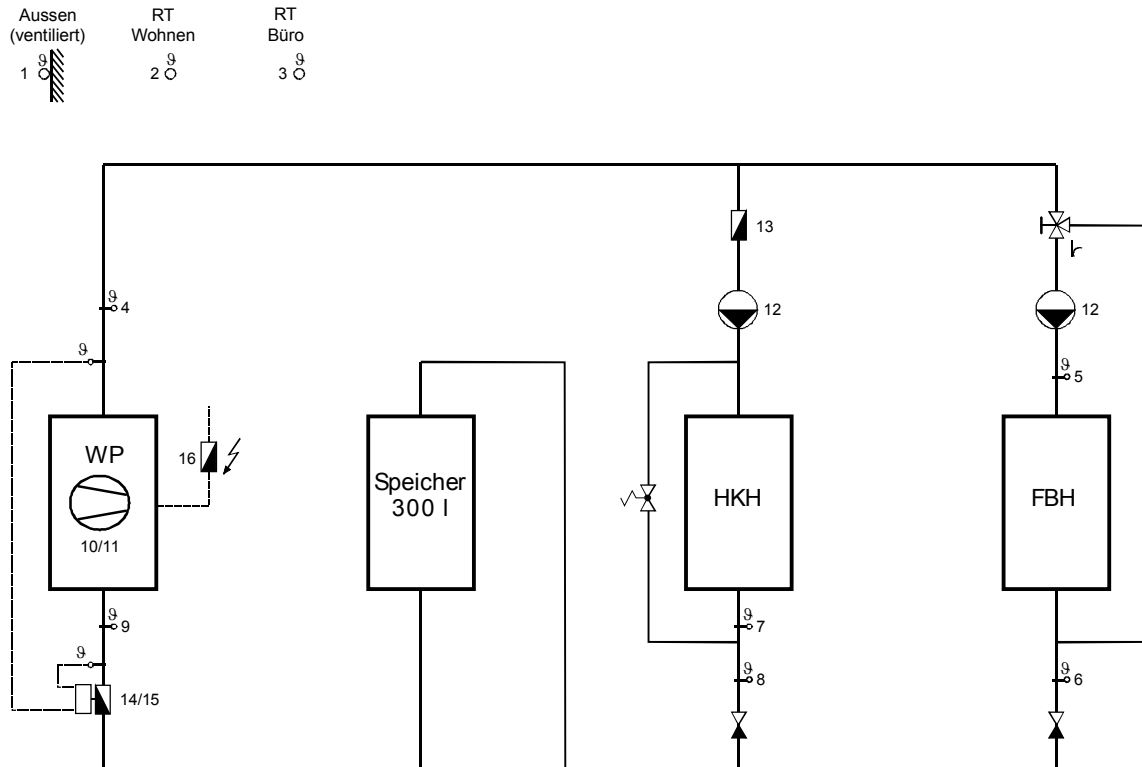 Aussen
(ventiliert)
RT
Wohnen
RT
Büro
ϑ
1
ϑ
2
ϑ
3
13
ϑ
4
12
12
ϑ
ϑ
5
WP
10/11
16
Speicher
300 l
HKH
FBH
ϑ
9
ϑ
7
ϑ
14/15
ϑ
8
ϑ
6